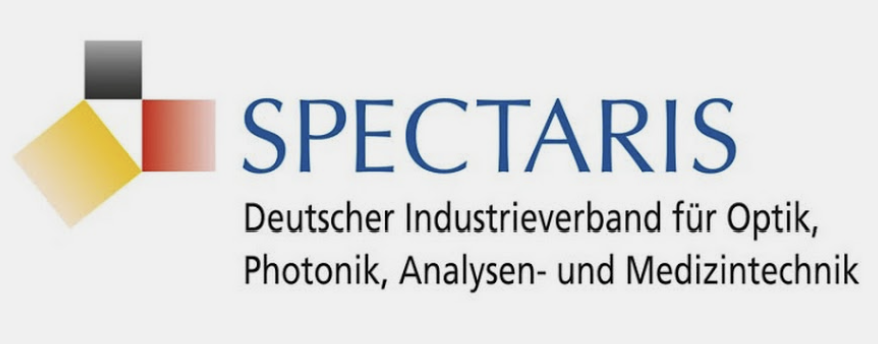 SPECTARIS
Deutscher Industrieverband für Optik,
Photonik, Analysen- und Medizintechnik